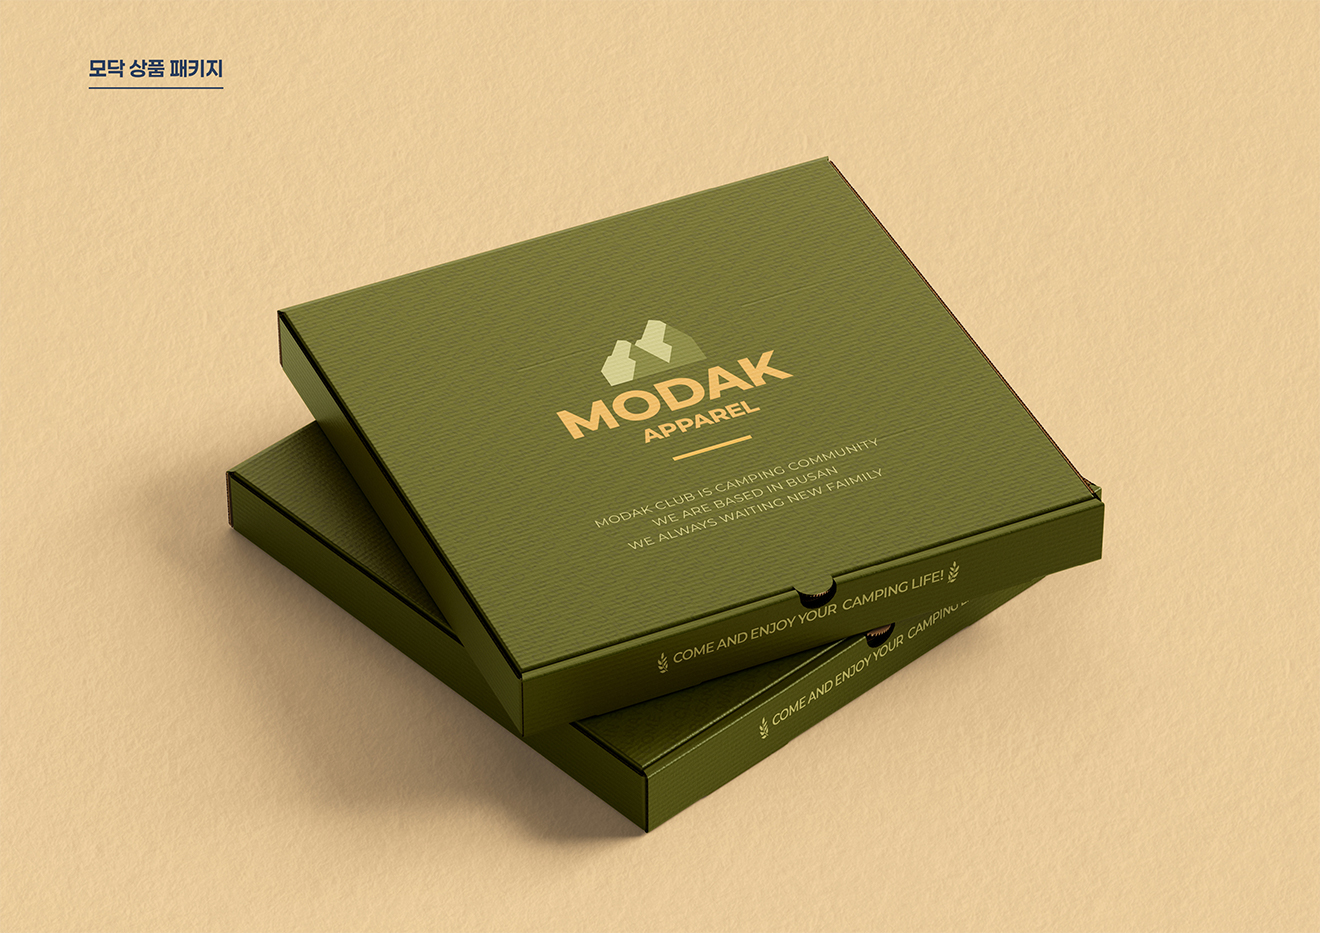 모닥 상품 패키지
MODAK
APPAREL
MODAK CLUB IS CAMPING COMMUNITY
WE ARE BASED IN BUSAN
WE ALWAYS WAITING NEW FAIMILY
COME AND ENJOY YOUR CAMPING LIFE!
COME AND ENJOY YOUR CAMPING